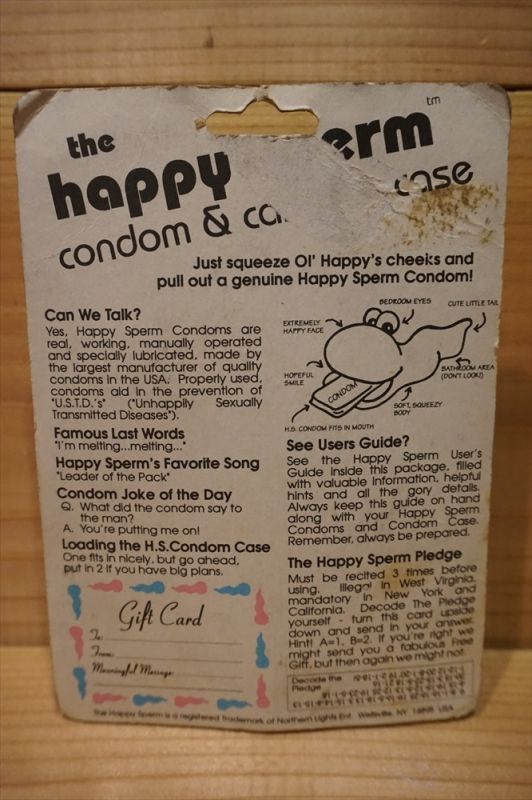 the
happy erm™
condom & ca case
Just squeeze Ol' Happy's cheeks and
pull out a genuine Happy Sperm Condom!
Can We Talk?
Yes, Happy Sperm Condoms are
real, working, manually operated
and specially lubricated, made by
the largest manufacturer of quality
condoms in the USA. Properly used,
condoms aid in the prevention of
"U.S.T.D.'s" ("Unhappily Sexually
Transmitted Diseases").
Famous Last Words
"I'm melting...melting..."
Happy Sperm's Favorite Song
"Leader of the Pack"
Condom Joke of the Day
Q. What did the condom say to
the man?
A. You're putting me on!
Loading the H.S.Condom Case
One fits in nicely, but go ahead,
put in 2 if you have big plans.
Gift Card
To:
From:
Meaningful Message:
BEDROOM EYES
CUTE LITTLE TAIL
EXTREMELY
HAPPY FACE
HOPEFUL
SMILE
BATHROOM AREA
(DON'T LOOK!)
CONDOM
SOFT, SQUEEZY
BODY
H.S. CONDOM FITS IN MOUTH
See Users Guide?
See the Happy Sperm User's
Guide inside this package, filled
with valuable information, helpful
hints and all the gory details.
Always keep this guide on hand
along with your Happy Sperm
Condoms and Condom Case.
Remember, always be prepared.
The Happy Sperm Pledge
Must be recited 3 times before
using. Illegal in West Virginia,
mandatory in New York and
California. Decode The Pledge
yourself - turn this card upside
down and send in your answer.
Hint! A=1, B=2. If you're right we
might send you a fabulous Free
Gift, but then again we might not.
Decode the
Pledge
The Happy Sperm is a registered trademark of Northern Lights Ent. Wellsville, NY 14895 USA